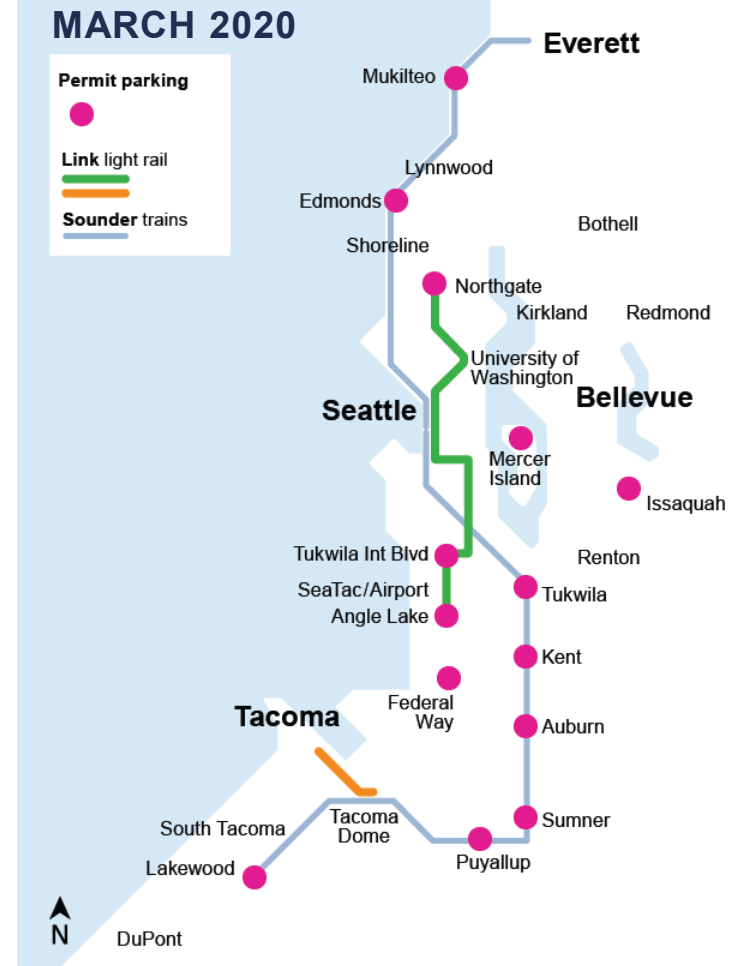 MARCH 2020
Permit parking
Link light rail
Sounder trains
Everett
Mukilteo
Lynnwood
Edmonds
Bothell
Shoreline
Northgate
Kirkland
Redmond
University of
Washington
Bellevue
Seattle
Mercer
Island
Issaquah
Tukwila Int Blvd
Renton
SeaTac/Airport
Tukwila
Angle Lake
Kent
Federal
Way
Tacoma
Auburn
Tacoma
Dome
South Tacoma
Sumner
Puyallup
Lakewood
N
DuPont